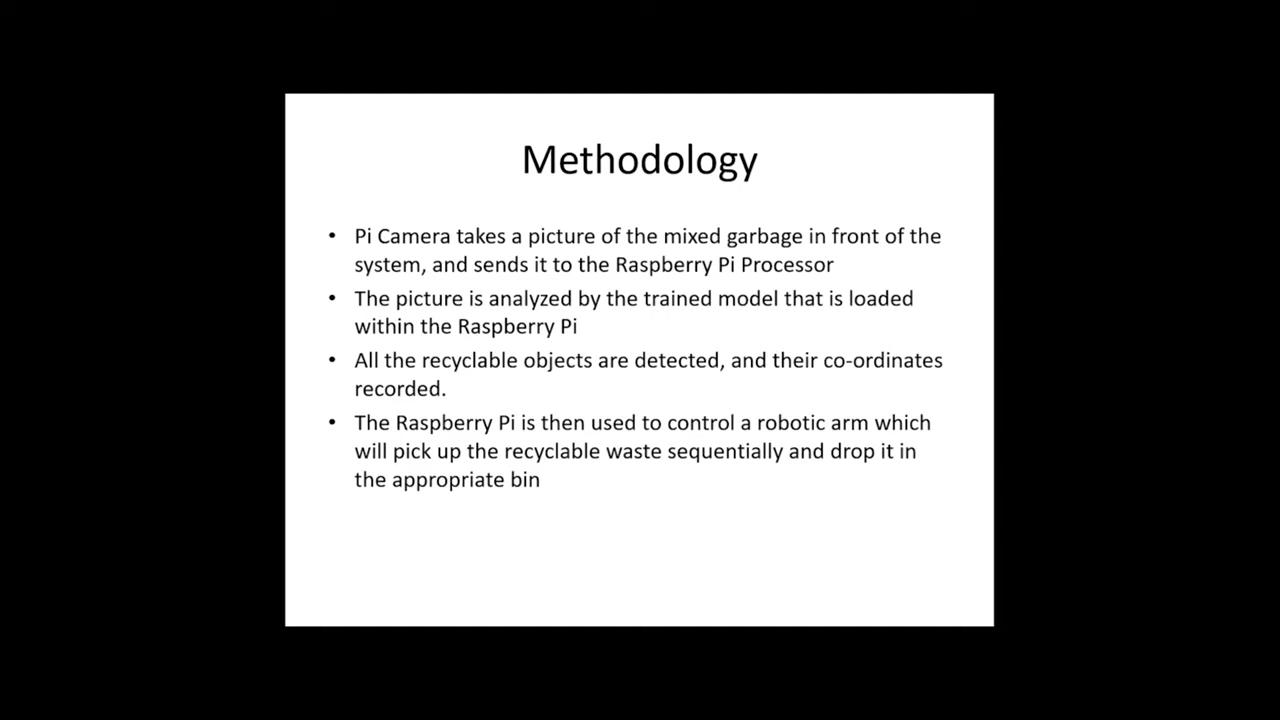 Methodology
• Pi Camera takes a picture of the mixed garbage in front of the
system, and sends it to the Raspberry Pi Processor
• The picture is analyzed by the trained model that is loaded
within the Raspberry Pi
• All the recyclable objects are detected, and their co-ordinates
recorded.
• The Raspberry Pi is then used to control a robotic arm which
will pick up the recyclable waste sequentially and drop it in
the appropriate bin